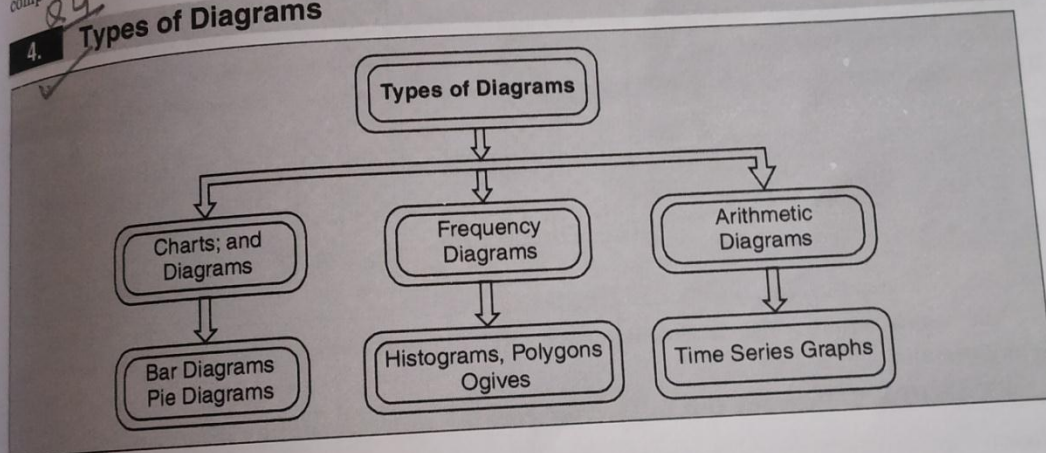 4. Types of Diagrams
Types of Diagrams
Charts; and
Diagrams
Frequency
Diagrams
Arithmetic
Diagrams
Bar Diagrams
Pie Diagrams
Histograms, Polygons
Ogives
Time Series Graphs